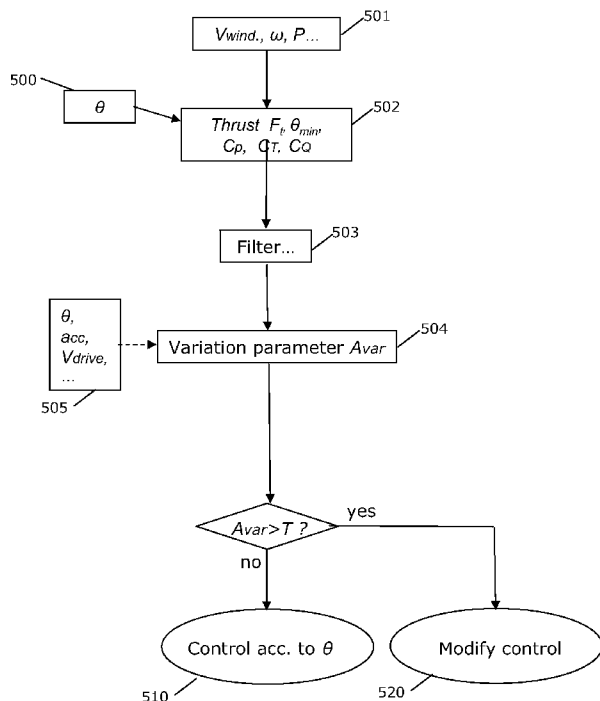 V wind., ω, P...
501
500
θ
502
Thrust Ft, θmin,
Cp, CT, CQ
Filter...
503
θ,
acc,
Vdrive,
...
505
Variation parameter Avar
504
Avar>T ?
yes
no
Control acc. to θ
510
Modify control
520